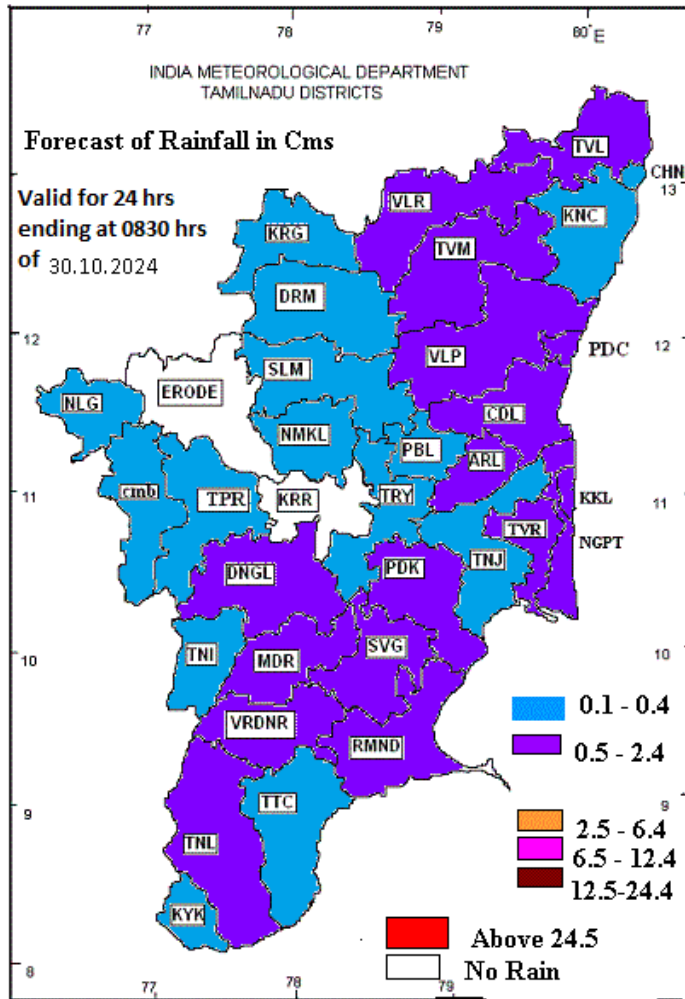 77 78 79 80°E
INDIA METEOROLOGICAL DEPARTMENT
TAMILNADU DISTRICTS
Forecast of Rainfall in Cms
Valid for 24 hrs
ending at 0830 hrs
of 30.10.2024
TVL
CHN
13
VLR
KNC
KRG
TVM
DRM
12
12
PDC
VLP
SLM
ERODE
NLG
CDL
NMKL
PBL
ARL
cmb
TPR
KRR
TRY
11
11
KKL
TVR
NGPT
TNJ
DNGL
PDK
10
10
TNI
MDR
SVG
0.1 - 0.4
VRDNR
RMND
0.5 - 2.4
9
9
TTC
2.5 - 6.4
TNL
6.5 - 12.4
12.5-24.4
KYK
Above 24.5
No Rain
8
77 78 79